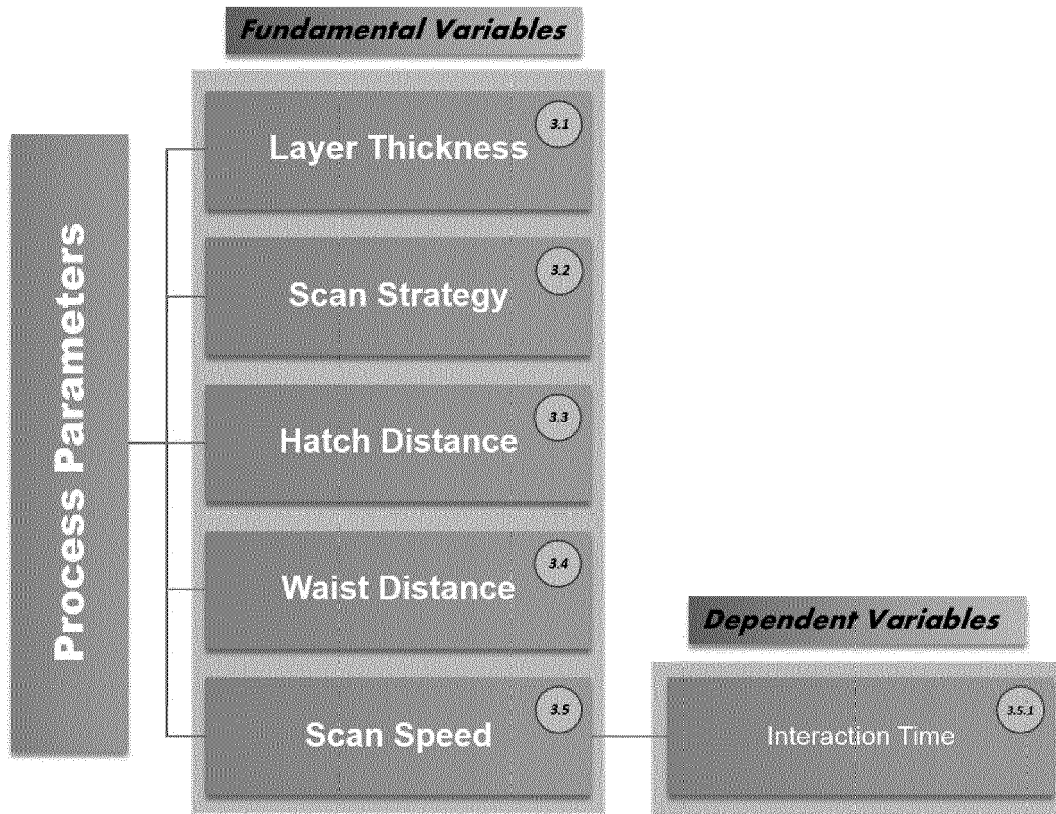 Fundamental Variables
Process Parameters
3.1
Layer Thickness
3.2
Scan Strategy
3.3
Hatch Distance
3.4
Waist Distance
3.5
Scan Speed
Dependent Variables
3.5.1
Interaction Time